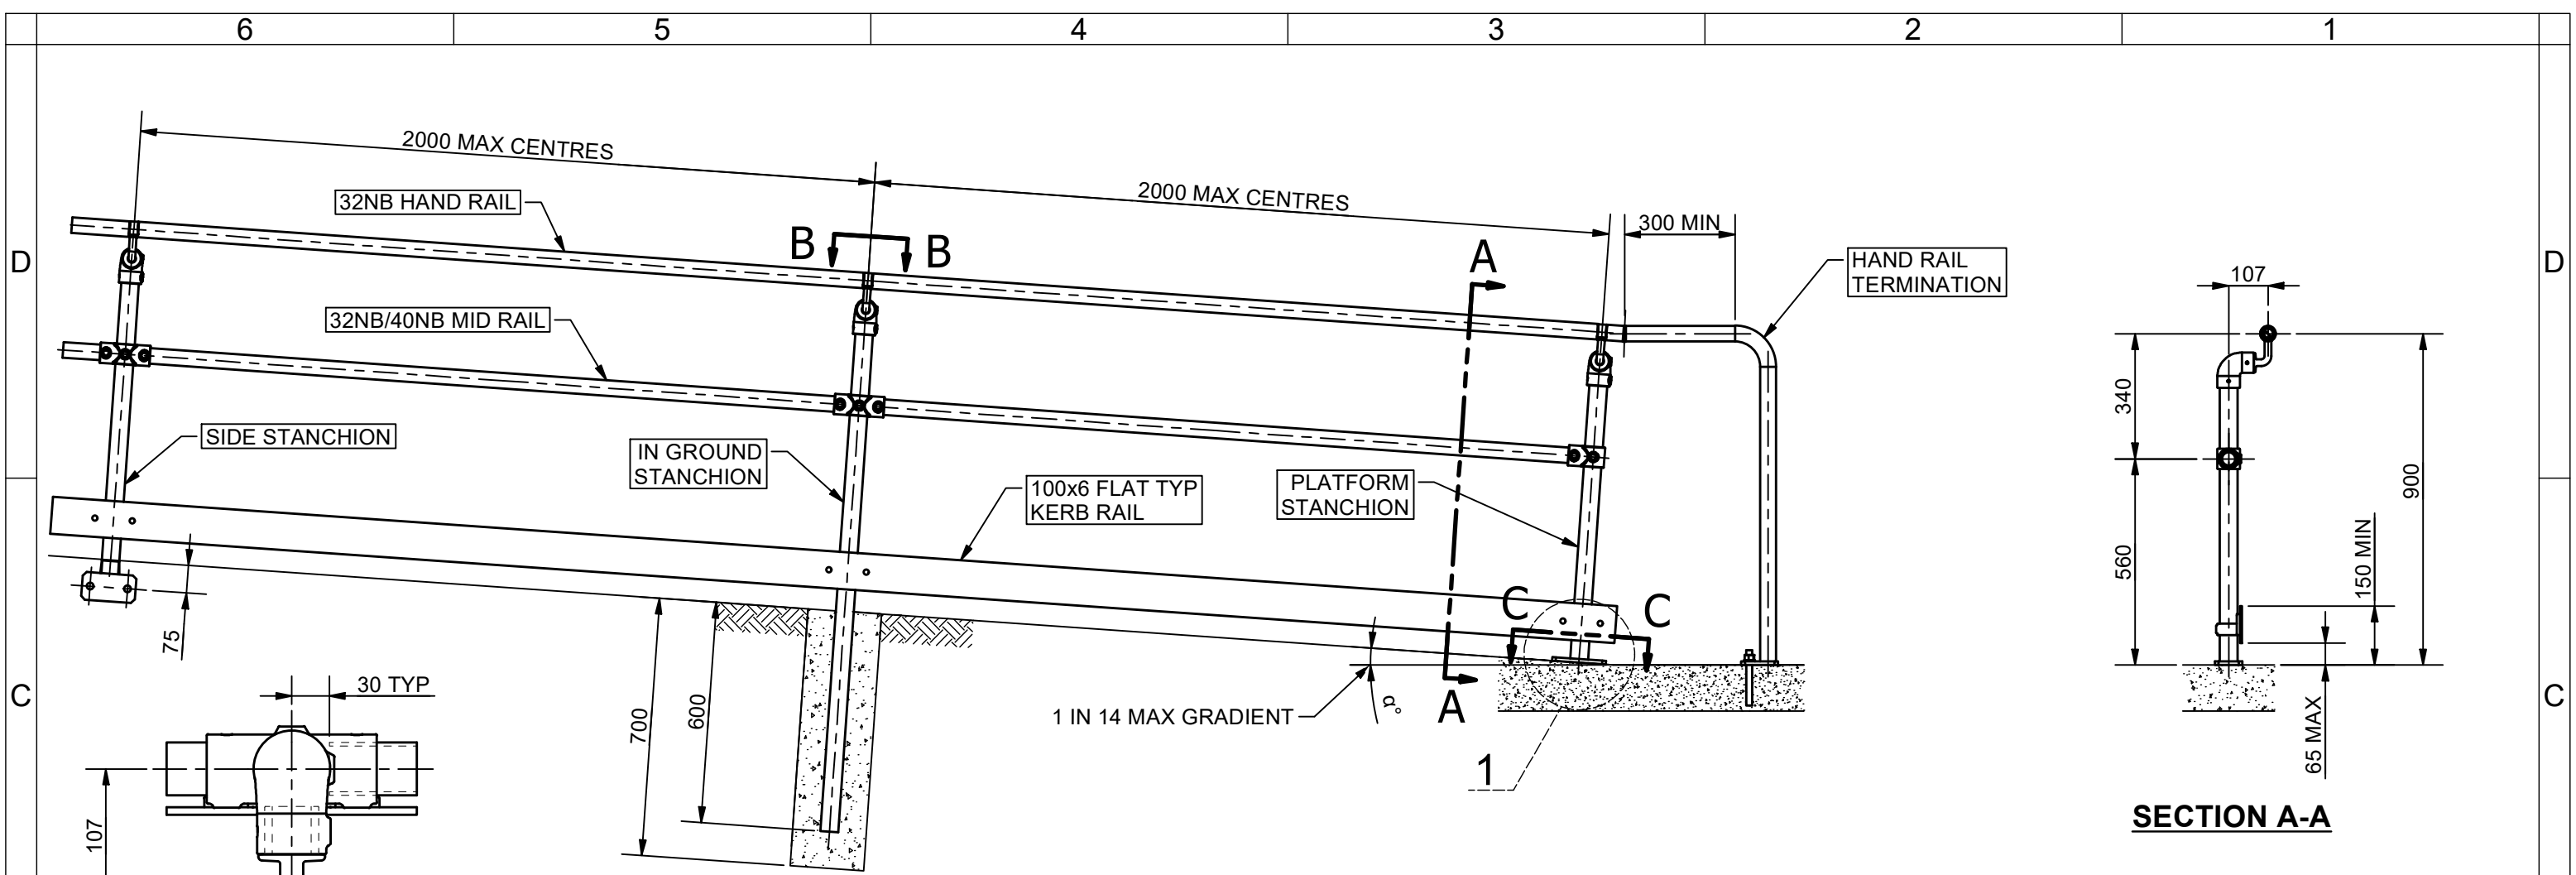 6 5 4 3 2 1
2000 MAX CENTRES
2000 MAX CENTRES
32NB HAND RAIL
300 MIN
B B
A
HAND RAIL
TERMINATION
107
D
D
32NB/40NB MID RAIL
340
SIDE STANCHION
IN GROUND
STANCHION
100x6 FLAT TYP
KERB RAIL
PLATFORM
STANCHION
900
560
150 MIN
C C
75
700
600
1 IN 14 MAX GRADIENT
α°
A
1
65 MAX
C
C
30 TYP
107
SECTION A-A